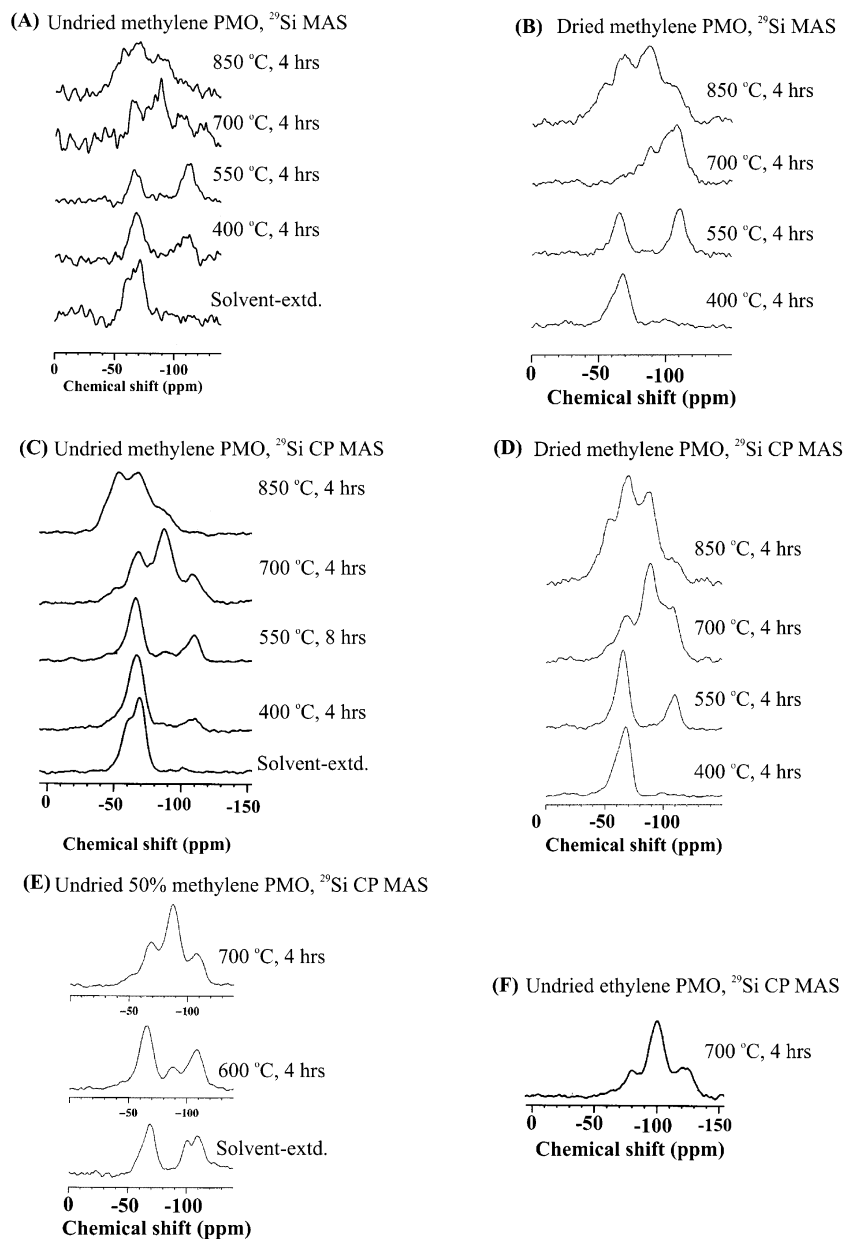 (A) Undried methylene PMO, ²⁹Si MAS
850 °C, 4 hrs
700 °C, 4 hrs
550 °C, 4 hrs
400 °C, 4 hrs
Solvent-extd.
0 -50 -100
Chemical shift (ppm)
(B) Dried methylene PMO, ²⁹Si MAS
850 °C, 4 hrs
700 °C, 4 hrs
550 °C, 4 hrs
400 °C, 4 hrs
0 -50 -100
Chemical shift (ppm)
(C) Undried methylene PMO, ²⁹Si CP MAS
850 °C, 4 hrs
700 °C, 4 hrs
550 °C, 8 hrs
400 °C, 4 hrs
Solvent-extd.
0 -50 -100 -150
Chemical shift (ppm)
(D) Dried methylene PMO, ²⁹Si CP MAS
850 °C, 4 hrs
700 °C, 4 hrs
550 °C, 4 hrs
400 °C, 4 hrs
0 -50 -100
Chemical shift (ppm)
(E) Undried 50% methylene PMO, ²⁹Si CP MAS
700 °C, 4 hrs
-50 -100
600 °C, 4 hrs
-50 -100
Solvent-extd.
0 -50 -100
Chemical shift (ppm)
(F) Undried ethylene PMO, ²⁹Si CP MAS
700 °C, 4 hrs
0 -50 -100 -150
Chemical shift (ppm)